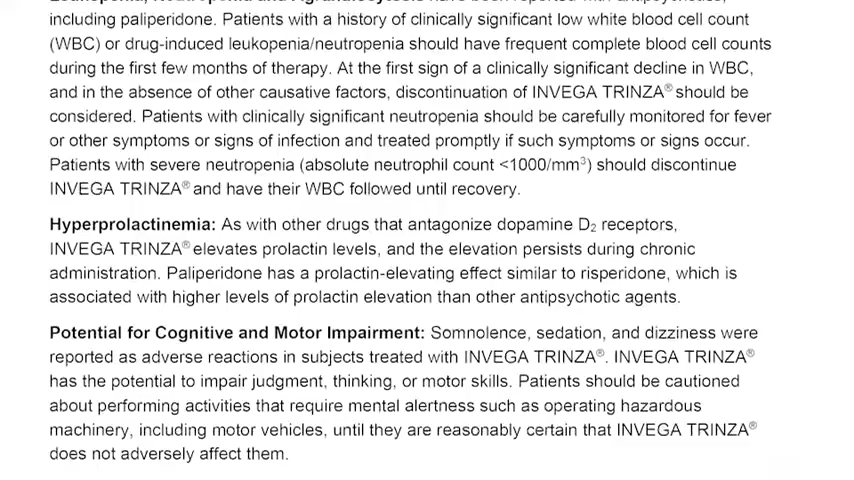 Leukopenia, Neutropenia and Agranulocytosis have been reported with antipsychotics,
including paliperidone. Patients with a history of clinically significant low white blood cell count
(WBC) or drug-induced leukopenia/neutropenia should have frequent complete blood cell counts
during the first few months of therapy. At the first sign of a clinically significant decline in WBC,
and in the absence of other causative factors, discontinuation of INVEGA TRINZA® should be
considered. Patients with clinically significant neutropenia should be carefully monitored for fever
or other symptoms or signs of infection and treated promptly if such symptoms or signs occur.
Patients with severe neutropenia (absolute neutrophil count <1000/mm³) should discontinue
INVEGA TRINZA® and have their WBC followed until recovery.
Hyperprolactinemia: As with other drugs that antagonize dopamine D₂ receptors,
INVEGA TRINZA® elevates prolactin levels, and the elevation persists during chronic
administration. Paliperidone has a prolactin-elevating effect similar to risperidone, which is
associated with higher levels of prolactin elevation than other antipsychotic agents.
Potential for Cognitive and Motor Impairment: Somnolence, sedation, and dizziness were
reported as adverse reactions in subjects treated with INVEGA TRINZA®. INVEGA TRINZA®
has the potential to impair judgment, thinking, or motor skills. Patients should be cautioned
about performing activities that require mental alertness such as operating hazardous
machinery, including motor vehicles, until they are reasonably certain that INVEGA TRINZA®
does not adversely affect them.